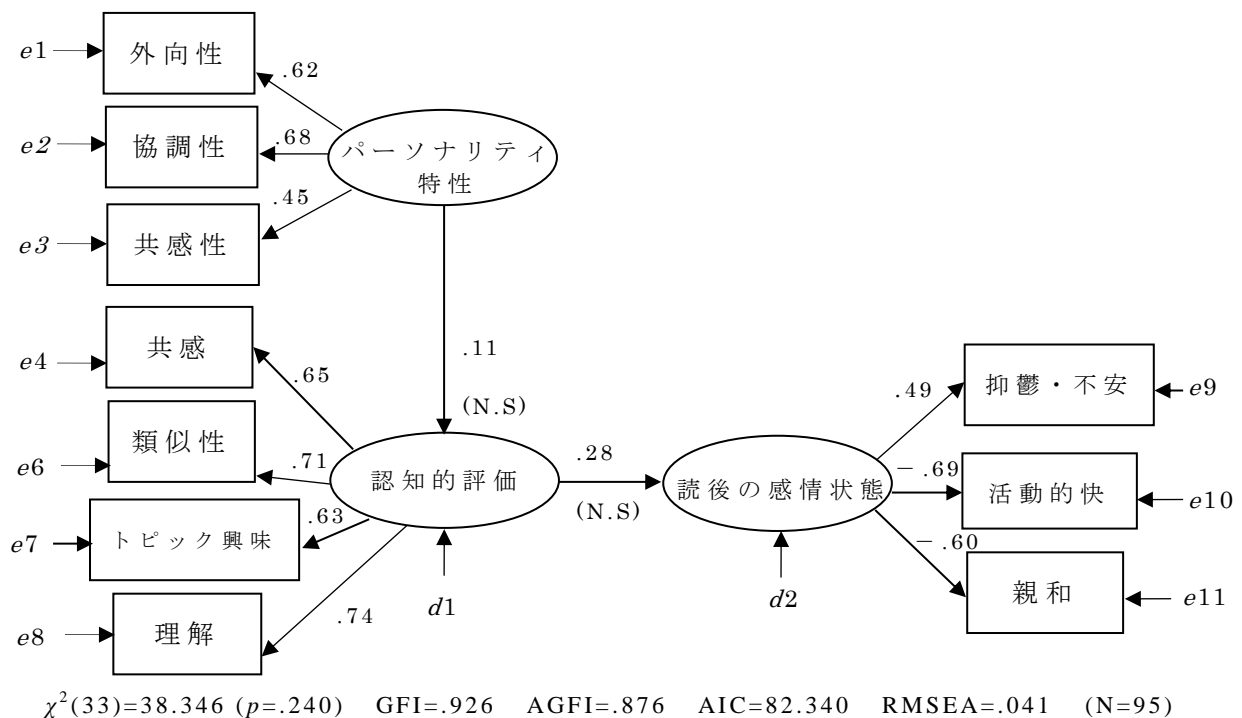 e1
外向性
.62
e2
協調性
.68
パーソナリティ
特性
.45
e3
共感性
e4
共感
.65
.11
(N.S)
e6
類似性
.71
認知的評価
.28
(N.S)
読後の感情状態
.49
抑鬱・不安
e9
e7
トピック興味
.63
−.69
活動的快
e10
−.60
e8
理解
.74
d1
d2
親和
e11
χ²(33)=38.346 (p=.240) GFI=.926 AGFI=.876 AIC=82.340 RMSEA=.041 (N=95)